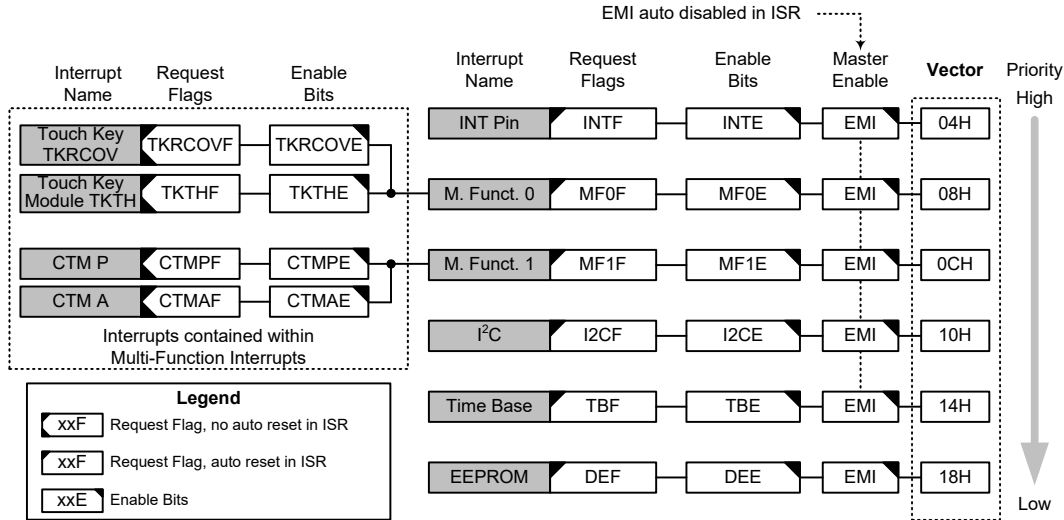 EMI auto disabled in ISR
Interrupt Name
Request Flags
Enable Bits
Interrupt Name
Request Flags
Enable Bits
Master Enable
Vector
Priority
High
Touch Key TKRCOV
TKRCOVF
TKRCOVE
INT Pin
INTF
INTE
EMI
04H
Touch Key Module TKTH
TKTHF
TKTHE
M. Funct. 0
MF0F
MF0E
EMI
08H
CTM P
CTMPF
CTMPE
M. Funct. 1
MF1F
MF1E
EMI
0CH
CTM A
CTMAF
CTMAE
Interrupts contained within
Multi-Function Interrupts
I²C
I2CF
I2CE
EMI
10H
Time Base
TBF
TBE
EMI
14H
EEPROM
DEF
DEE
EMI
18H
Low
Legend
xxF Request Flag, no auto reset in ISR
xxF Request Flag, auto reset in ISR
xxE Enable Bits